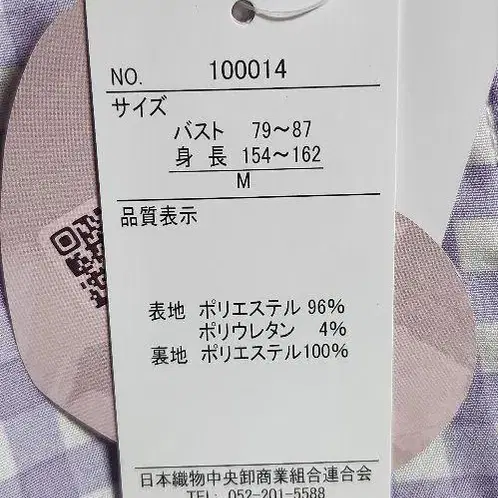 NO. 100014
サイズ
バスト 79～87
身 長 154～162
M
品質表示
表地 ポリエステル 96%
ポリウレタン 4%
裏地 ポリエステル100%
日本織物中央卸商業組合連合会
TEL: 052-201-5588